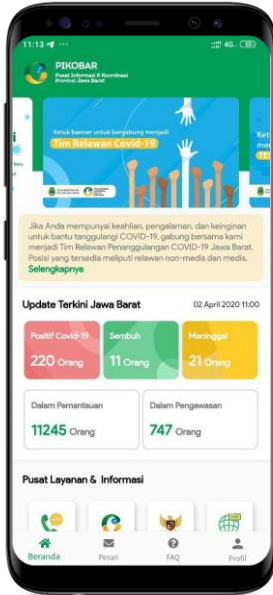 11:13
4G
PIKOBAR
Pusat Informasi & Koordinasi
Provinsi Jawa Barat
Ketuk banner untuk bergabung menjadi
Tim Relawan Covid-19
Jika Anda mempunyai keahlian, pengalaman, dan keinginan
untuk bantu tanggulangi COVID-19, gabung bersama kami
menjadi Tim Relawan Penanggulangan COVID-19 Jawa Barat.
Posisi yang tersedia meliputi relawan non-medis dan medis.
Selengkapnya
Update Terkini Jawa Barat 02 April 2020 11:00
Positif Covid-19 Sembuh Meninggal
220 Orang 11 Orang 21 Orang
Dalam Pemantauan Dalam Pengawasan
11245 Orang 747 Orang
Pusat Layanan & Informasi
Beranda Pesan FAQ Profil